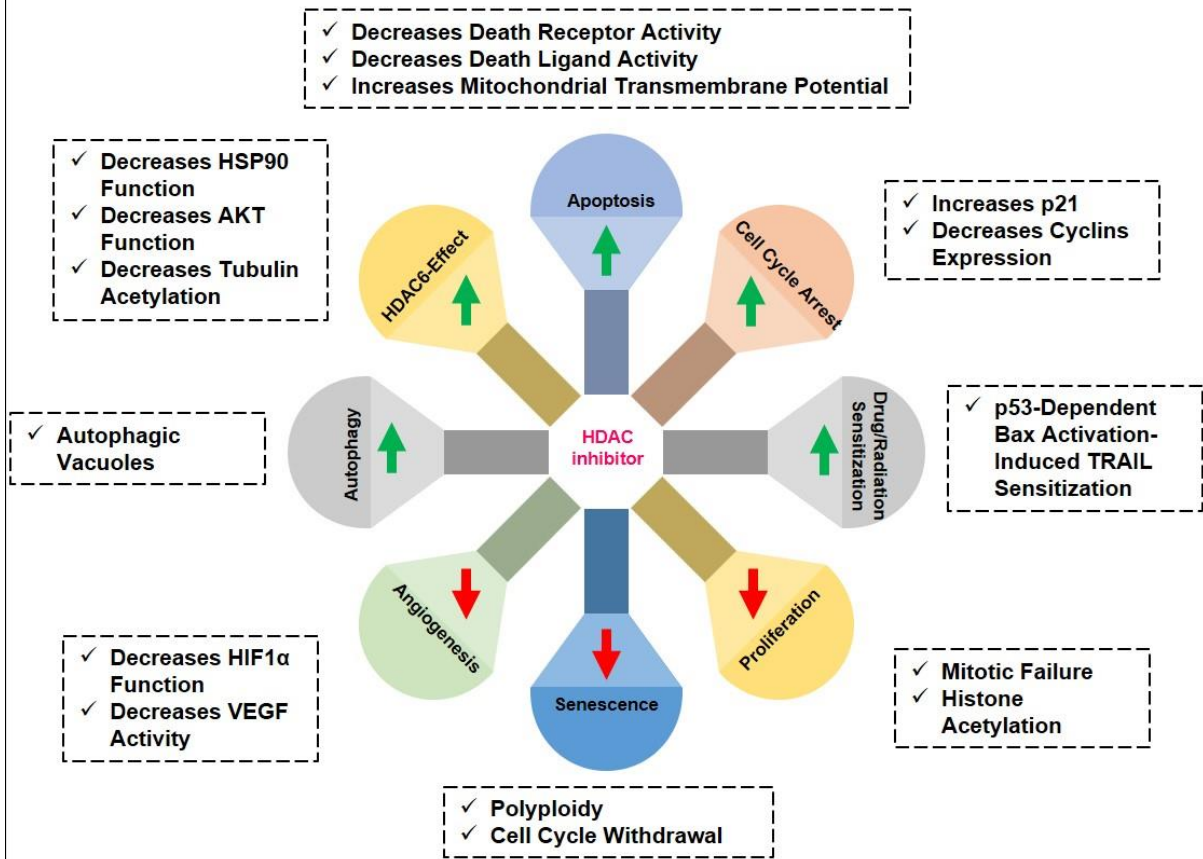 ✓ Decreases Death Receptor Activity
✓ Decreases Death Ligand Activity
✓ Increases Mitochondrial Transmembrane Potential
✓ Decreases HSP90
Function
✓ Decreases AKT
Function
✓ Decreases Tubulin
Acetylation
Apoptosis
✓ Increases p21
✓ Decreases Cyclins
Expression
HDAC6-Effect
Cell Cycle Arrest
✓ Autophagic
Vacuoles
Autophagy
HDAC
inhibitor
Drug/Radiation
Sensitization
✓ p53-Dependent
Bax Activation-
Induced TRAIL
Sensitization
Angiogenesis
Proliferation
✓ Decreases HIF1α
Function
✓ Decreases VEGF
Activity
Senescence
✓ Mitotic Failure
✓ Histone
Acetylation
✓ Polyploidy
✓ Cell Cycle Withdrawal